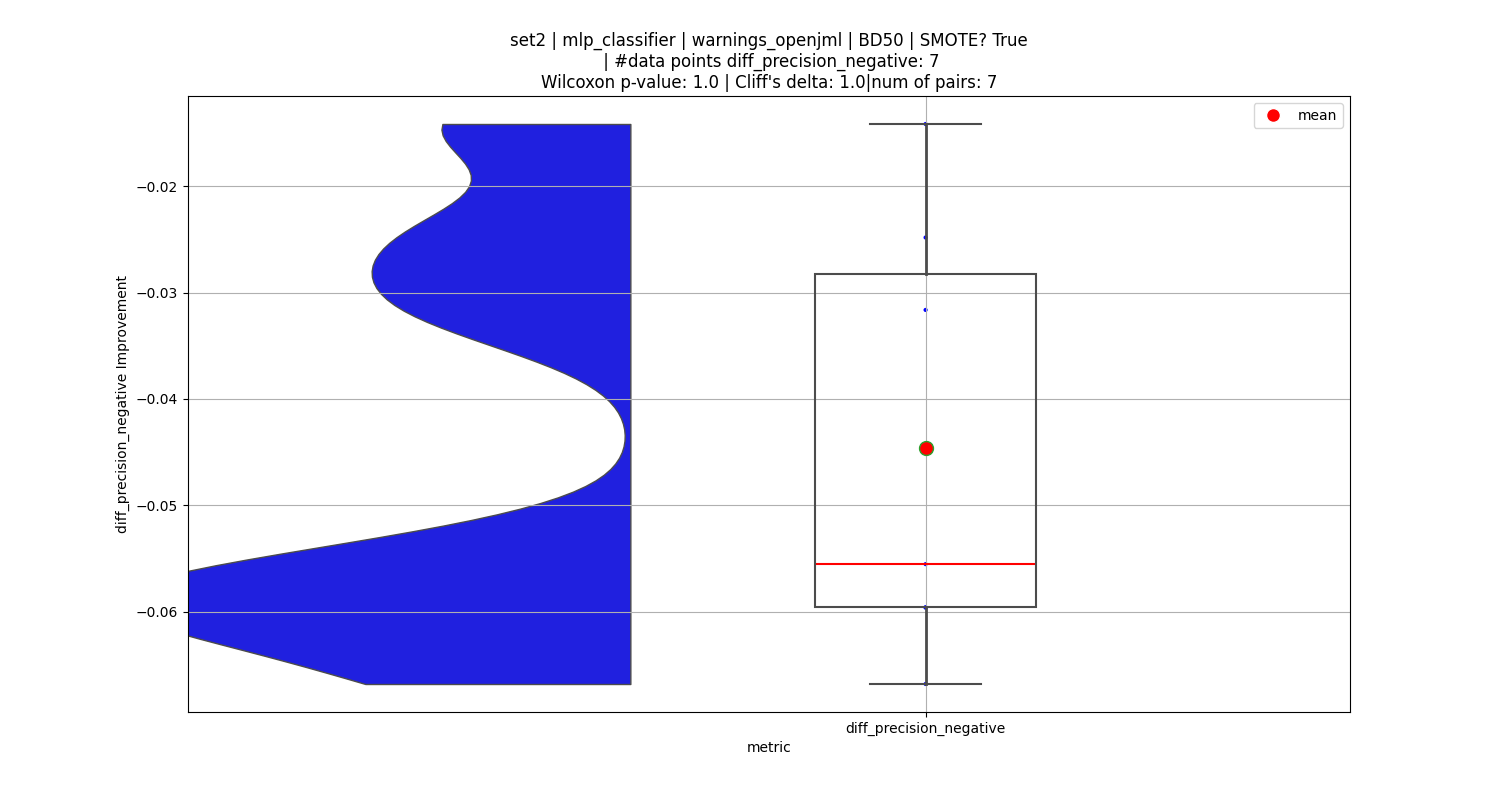 set2 | mlp_classifier | warnings_openjml | BD50 | SMOTE? True
| #data points diff_precision_negative: 7
Wilcoxon p-value: 1.0 | Cliff's delta: 1.0|num of pairs: 7
mean
−0.02
−0.03
−0.04
−0.05
−0.06
diff_precision_negative Improvement
diff_precision_negative
metric